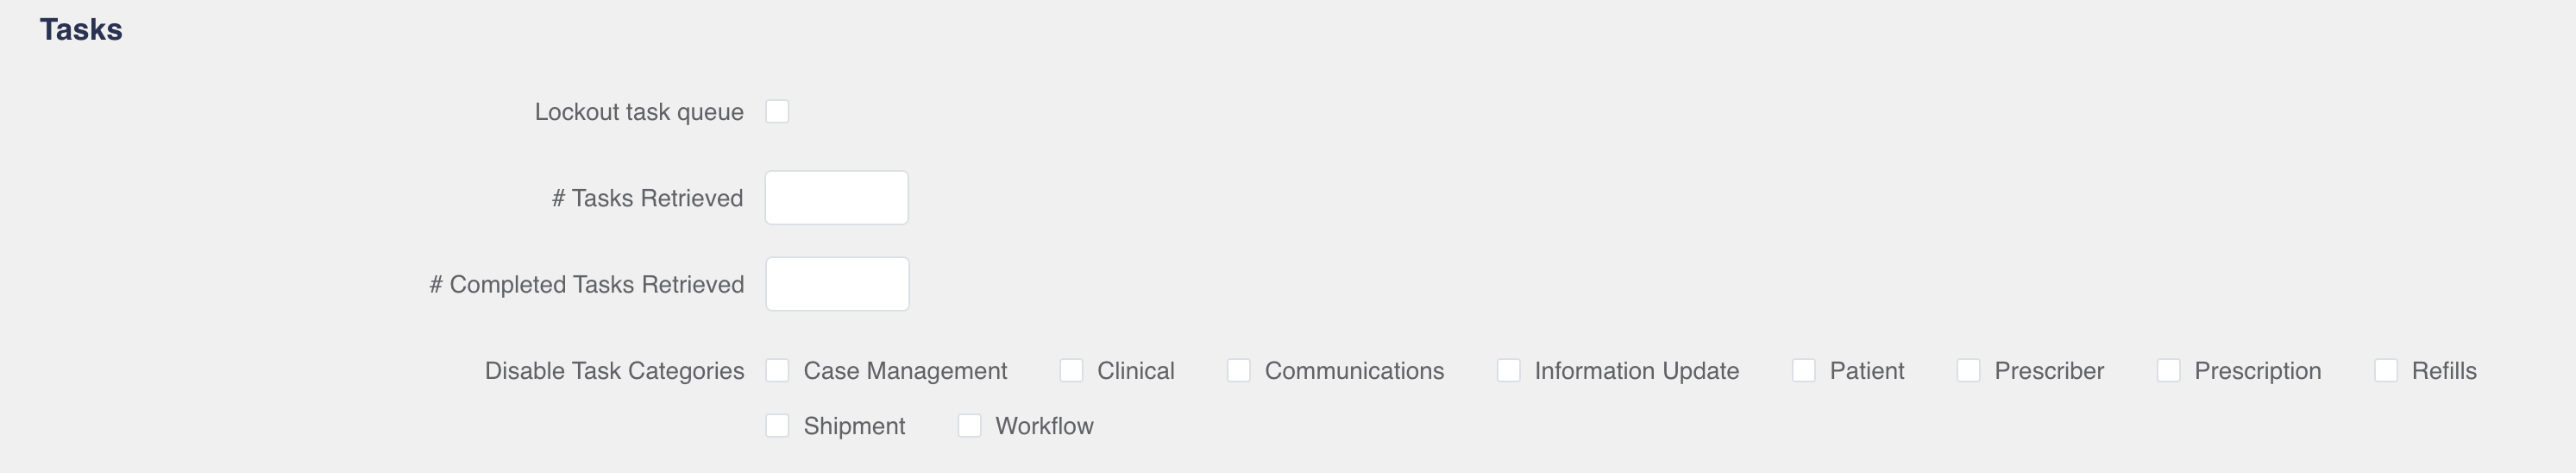 Tasks
Lockout task queue
# Tasks Retrieved
# Completed Tasks Retrieved
Disable Task Categories Case Management Clinical Communications Information Update Patient Prescriber Prescription Refills
Shipment Workflow